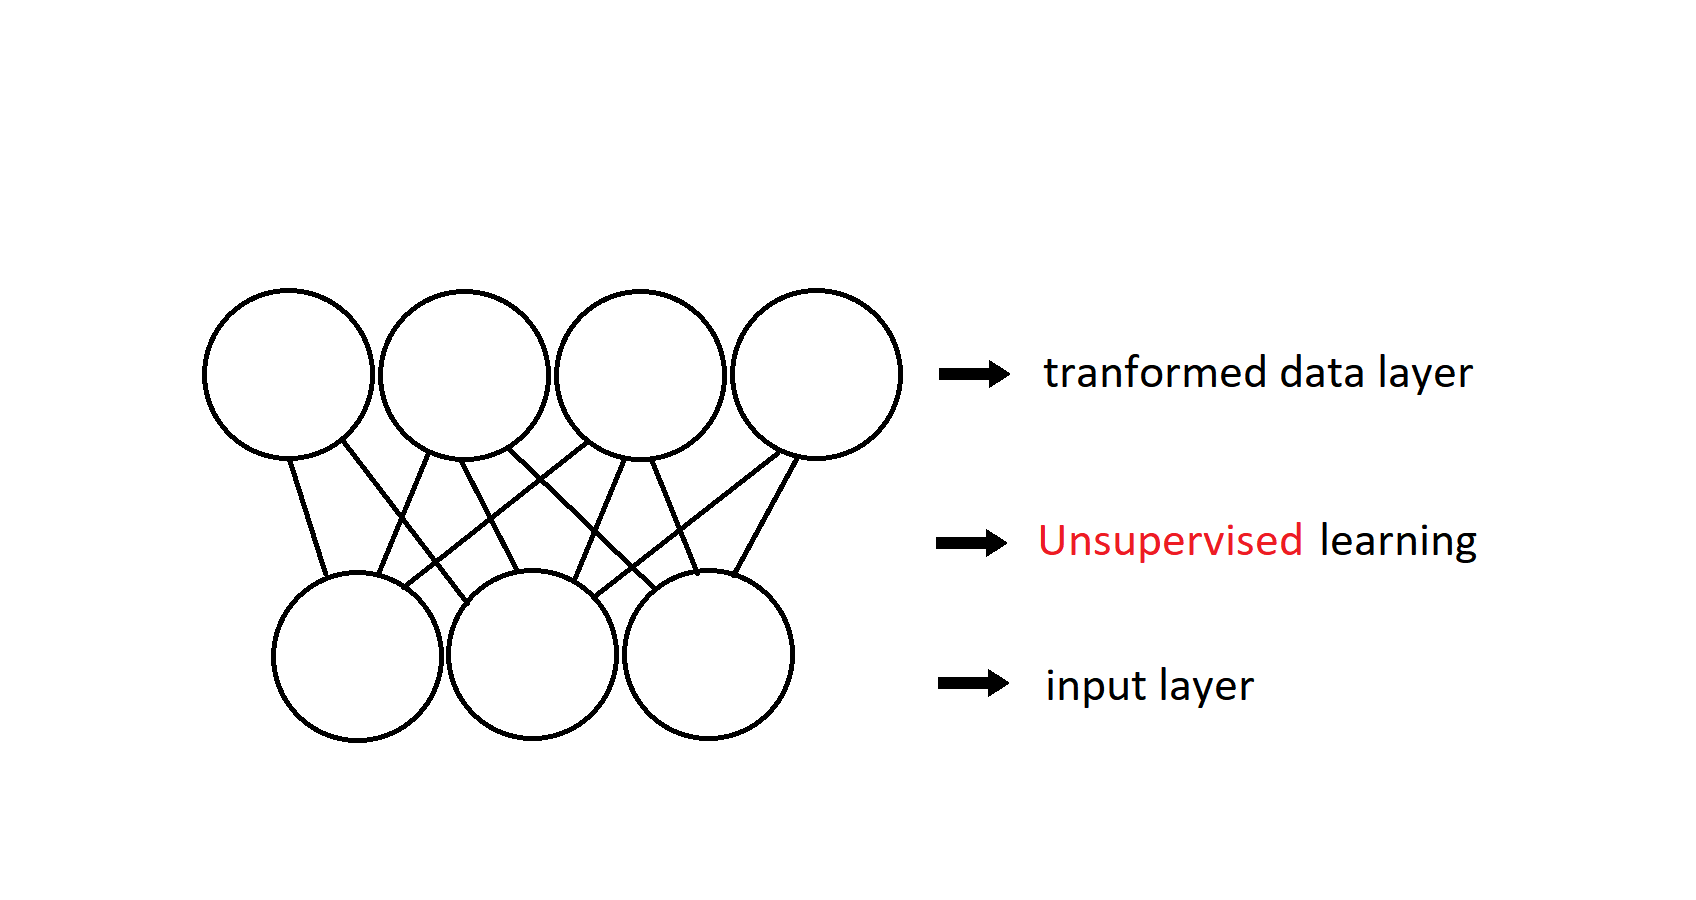 tranformed data layer
Unsupervised learning
input layer